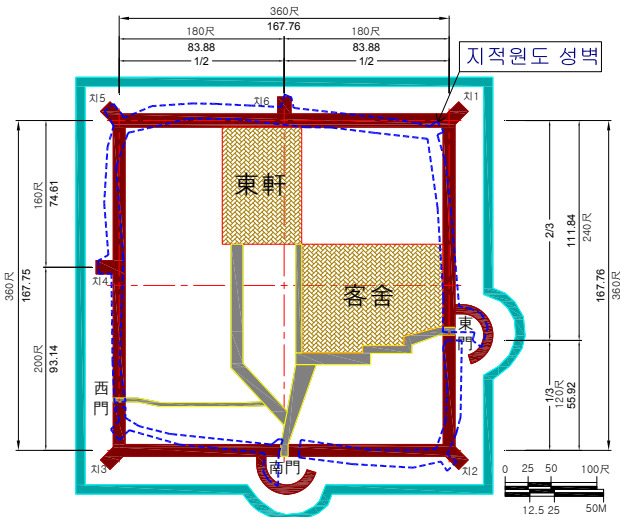 360尺
167.76
180尺
180尺
83.88
83.88
1/2
1/2
지적원도 성벽
치5
치6
치1
東軒
客舍
치4
東
門
西
門
치3
南門
치2
360尺
167.75
160尺
74.61
200尺
93.14
2/3
111.84
240尺
1/3
120尺
55.92
167.76
360尺
0 25 50 100尺
12.5 25 50M